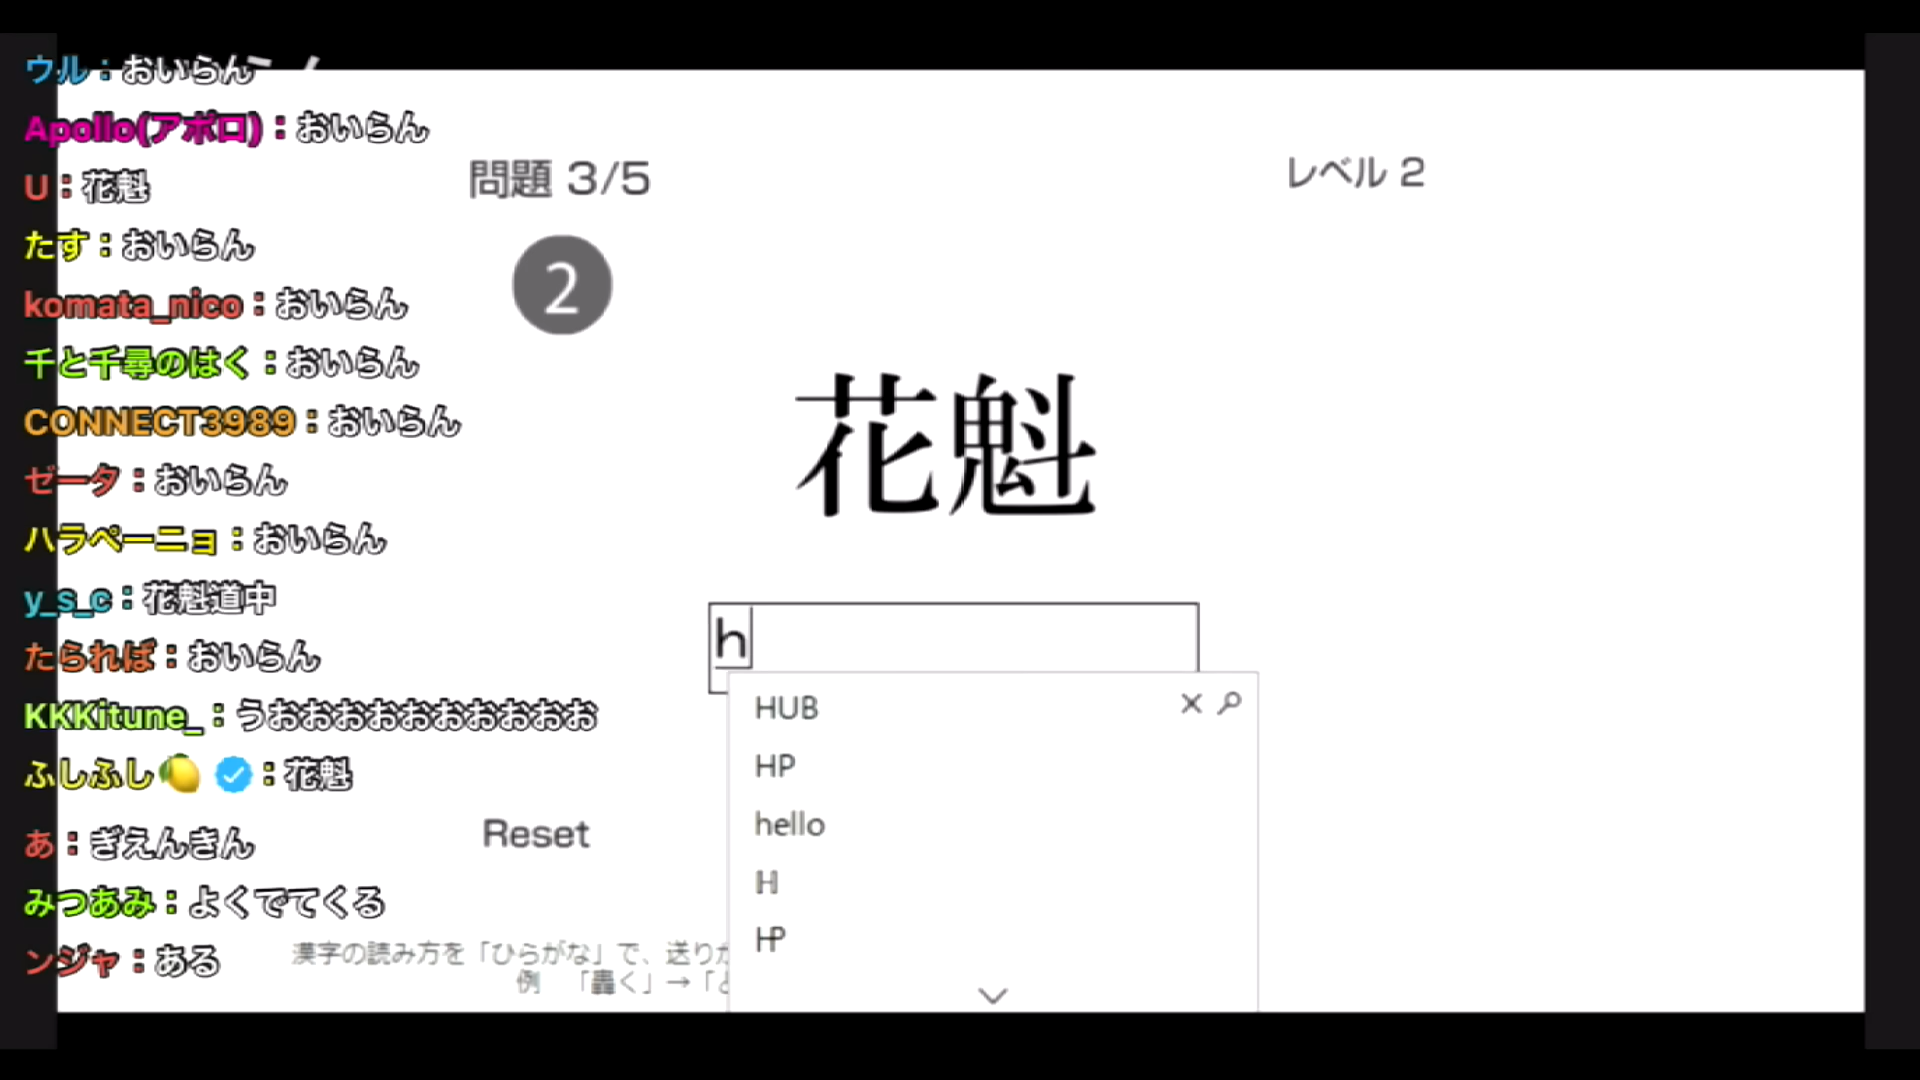 ウル：おいらん
Apollo(アポロ)：おいらん
U：花魁
たす：おいらん
komata_nico：おいらん
千と千尋のはく：おいらん
CONNECT3989：おいらん
ゼータ：おいらん
ハラペーニョ：おいらん
y_s_c：花魁道中
たられば：おいらん
KKKitune_：うおおおおおおおおおお
ふしふし🍋：花魁
あ：ぎえんきん
みつあみ：よくでてくる
ンジャ：ある
問題 3/5
レベル 2
2
花魁
h
HUB
HP
hello
H
HP
Reset
漢字の読み方を「ひらがな」で、送り
例 「轟く」→「と